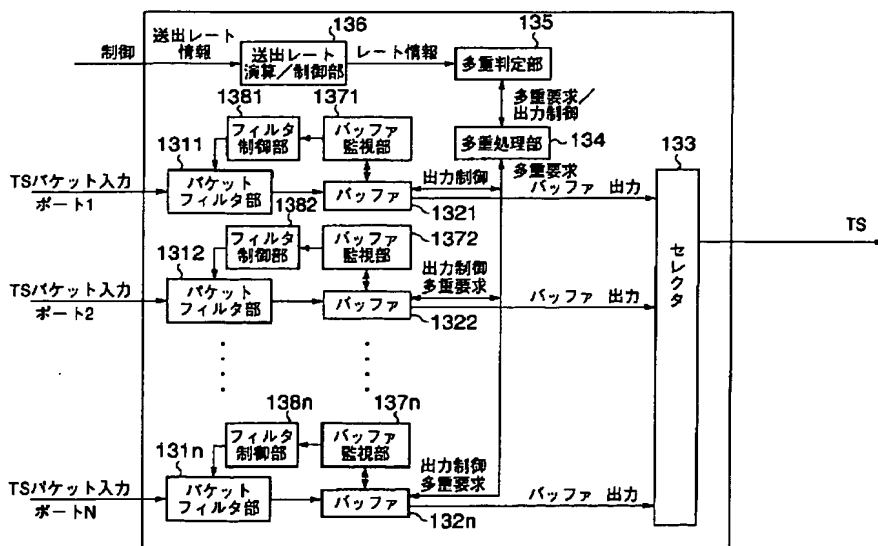 136
135
制御
送出レート
情報
送出レート
演算/制御部
レート情報
多重判定部
多重要求/
出力制御
1381
1371
フィルタ
制御部
バッファ
監視部
多重処理部
134
1311
133
多重要求
TSパケット入力
ポート1
パケット
フィルタ部
バッファ
出力制御
バッファ 出力
1321
1382
1372
フィルタ
制御部
バッファ
監視部
TS
セレクタ
1312
TSパケット入力
ポート2
パケット
フィルタ部
バッファ
出力制御
多重要求
バッファ 出力
1322
138n
137n
フィルタ
制御部
バッファ
監視部
131n
TSパケット入力
ポートN
パケット
フィルタ部
バッファ
出力制御
多重要求
バッファ 出力
132n